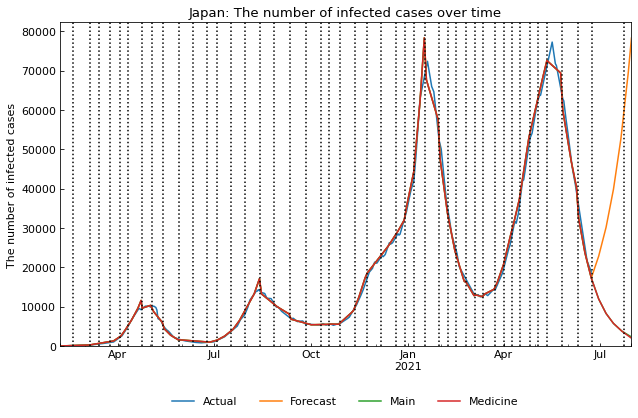 Japan: The number of infected cases over time
The number of infected cases
80000
70000
60000
50000
40000
30000
20000
10000
0
Apr Jul Oct Jan Apr Jul
2021
Actual Forecast Main Medicine